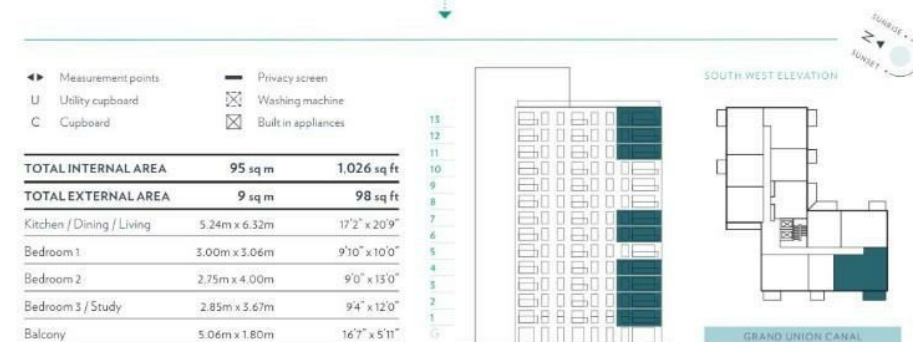 SUNRISE
N
SUNSET
◄► Measurement points
U Utility cupboard
C Cupboard
Privacy screen
Washing machine
Built in appliances
TOTAL INTERNAL AREA 95 sq m 1,026 sq ft
TOTAL EXTERNAL AREA 9 sq m 98 sq ft
Kitchen / Dining / Living 5.24m x 6.32m 17'2" x 20'9"
Bedroom 1 3.00m x 3.06m 9'10" x 10'0"
Bedroom 2 2.75m x 4.00m 9'0" x 13'0"
Bedroom 3 / Study 2.85m x 3.67m 9'4" x 12'0"
Balcony 5.06m x 1.80m 16'7" x 5'11"
13
12
11
10
9
8
7
6
5
4
3
2
1
G
SOUTH WEST ELEVATION
GRAND UNION CANAL